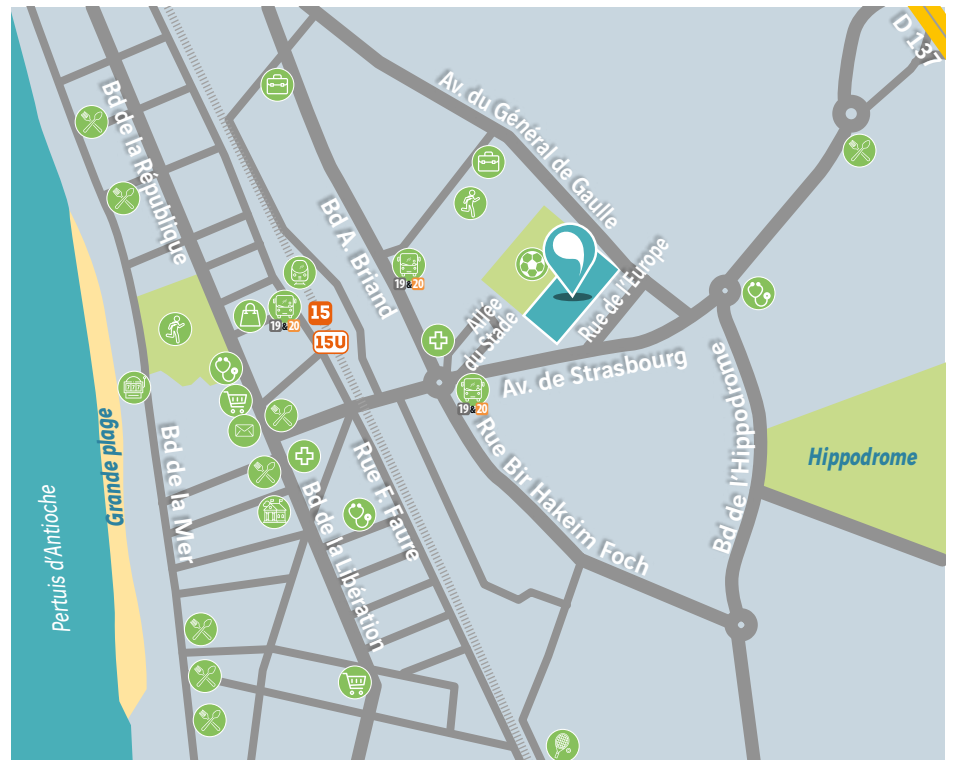 D 137
Av. du Général de Gaulle
Bd de la République
Bd A. Briand
Rue de l'Europe
19&20
19&20
15
15U
Allée
du Stade
Av. de Strasbourg
19&20
Bd de l'Hippodrome
Hippodrome
Grande plage
Bd de la Mer
Rue F. Faure
Rue Bir Hakeim Foch
Pertuis d'Antioche
Bd de la Libération